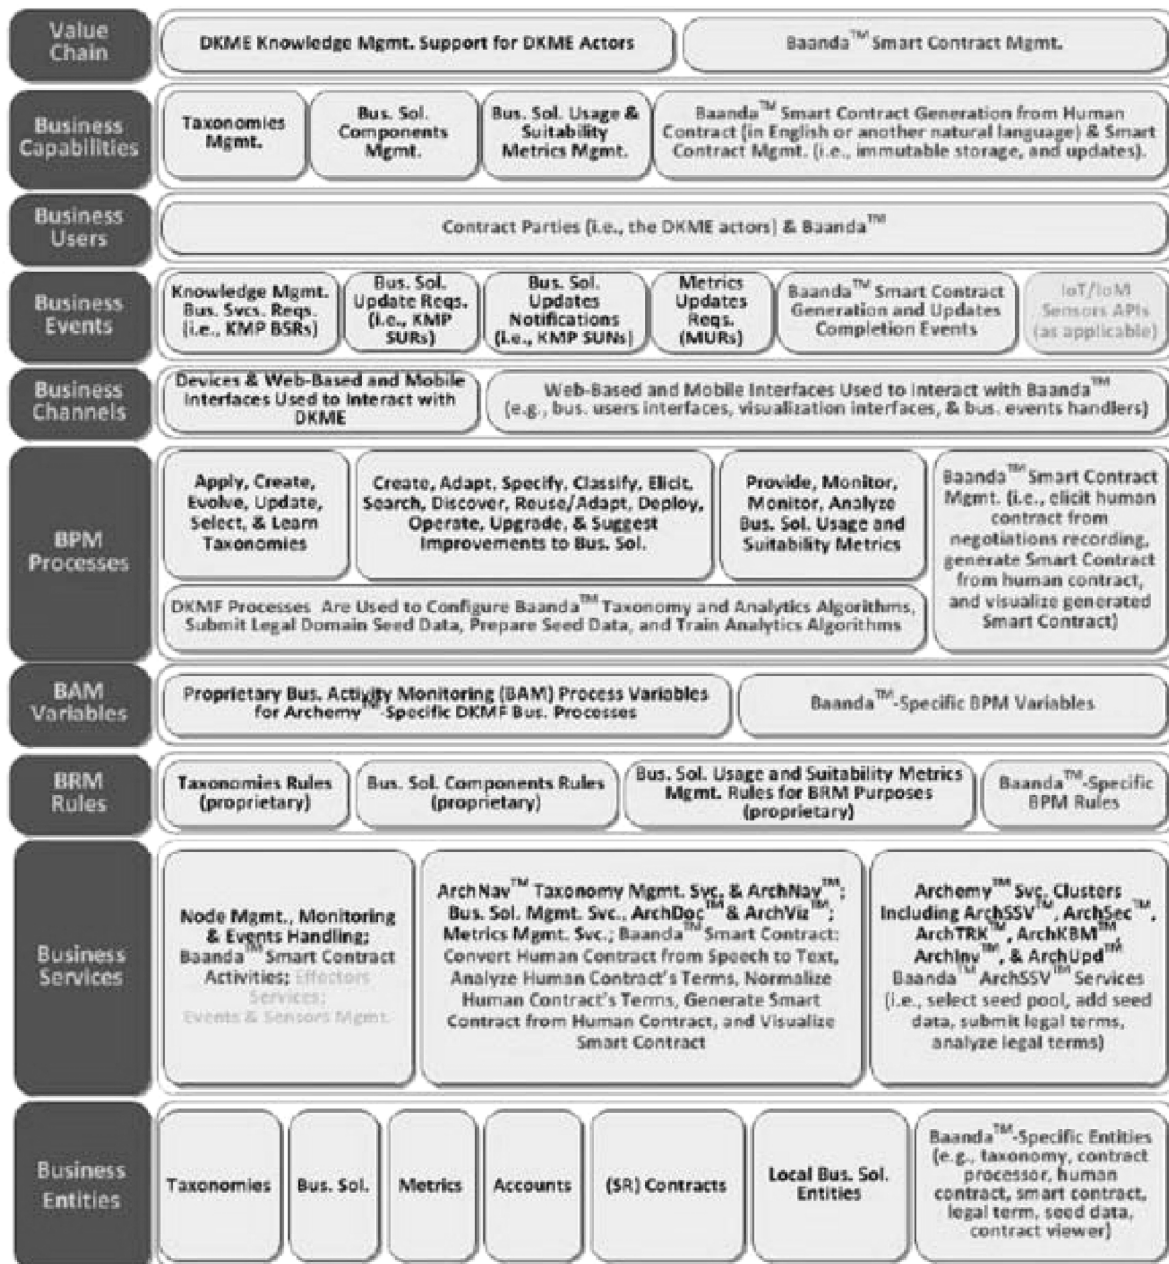 Value
Chain
DKME Knowledge Mgmt. Support for DKME Actors
Baanda™ Smart Contract Mgmt.
Business
Capabilities
Taxonomies
Mgmt.
Bus. Sol.
Components
Mgmt.
Bus. Sol. Usage &
Suitability
Metrics Mgmt.
Baanda™ Smart Contract Generation from Human
Contract (in English or another natural language) & Smart
Contract Mgmt. (i.e., immutable storage, and updates).
Business
Users
Contract Parties (i.e., the DKME actors) & Baanda™
Business
Events
Knowledge Mgmt.
Bus. Svcs. Reqs.
(i.e., KMP BSRs)
Bus. Sol.
Update Reqs.
(i.e., KMP
SURs)
Bus. Sol.
Updates
Notifications
(i.e., KMP SUNs)
Metrics
Updates
Reqs.
(MURs)
Baanda™ Smart Contract
Generation and Updates
Completion Events
IoT/IoM
Sensors APIs
(as applicable)
Business
Channels
Devices & Web-Based and Mobile
Interfaces Used to Interact with
DKME
Web-Based and Mobile Interfaces Used to Interact with Baanda™
(e.g., bus. users interfaces, visualization interfaces, & bus. events handlers)
BPM
Processes
Apply, Create,
Evolve, Update,
Select, & Learn
Taxonomies
Create, Adapt, Specify, Classify, Elicit,
Search, Discover, Reuse/Adapt, Deploy,
Operate, Upgrade, & Suggest
Improvements to Bus. Sol.
Provide, Monitor,
Monitor, Analyze
Bus. Sol. Usage and
Suitability Metrics
Baanda™ Smart Contract
Mgmt. (i.e., elicit human
contract from
negotiations recording,
generate Smart Contract
from human contract,
and visualize generated
Smart Contract)
DKMF Processes Are Used to Configure Baanda™ Taxonomy and Analytics Algorithms,
Submit Legal Domain Seed Data, Prepare Seed Data, and Train Analytics Algorithms
BAM
Variables
Proprietary Bus. Activity Monitoring (BAM) Process Variables
for Archemy™-Specific DKMF Bus. Processes
Baanda™-Specific BPM Variables
BRM
Rules
Taxonomies Rules
(proprietary)
Bus. Sol. Components Rules
(proprietary)
Bus. Sol. Usage and Suitability Metrics
Mgmt. Rules for BRM Purposes
(proprietary)
Baanda™-Specific
BPM Rules
Business
Services
Node Mgmt., Monitoring
& Events Handling;
Baanda™ Smart Contract
Activities; Effectors
Services;
Events & Sensors Mgmt.
ArchNav™ Taxonomy Mgmt. Svc. & ArchNav™;
Bus. Sol. Mgmt. Svc., ArchDoc™ & ArchViz™;
Metrics Mgmt. Svc.; Baanda™ Smart Contract:
Convert Human Contract from Speech to Text,
Analyze Human Contract's Terms, Normalize
Human Contract's Terms, Generate Smart
Contract from Human Contract, and Visualize
Smart Contract
Archemy™ Svc. Clusters
Including ArchSSV™, ArchSec™,
ArchTRK™, ArchKBM™,
ArchInv™, & ArchUpd™
Baanda™ ArchSSV™ Services
(i.e., select seed pool, add seed
data, submit legal terms,
analyze legal terms)
Business
Entities
Taxonomies
Bus. Sol.
Metrics
Accounts
(SR) Contracts
Local Bus. Sol.
Entities
Baanda™-Specific Entities
(e.g., taxonomy, contract
processor, human
contract, smart contract,
legal term, seed data,
contract viewer)